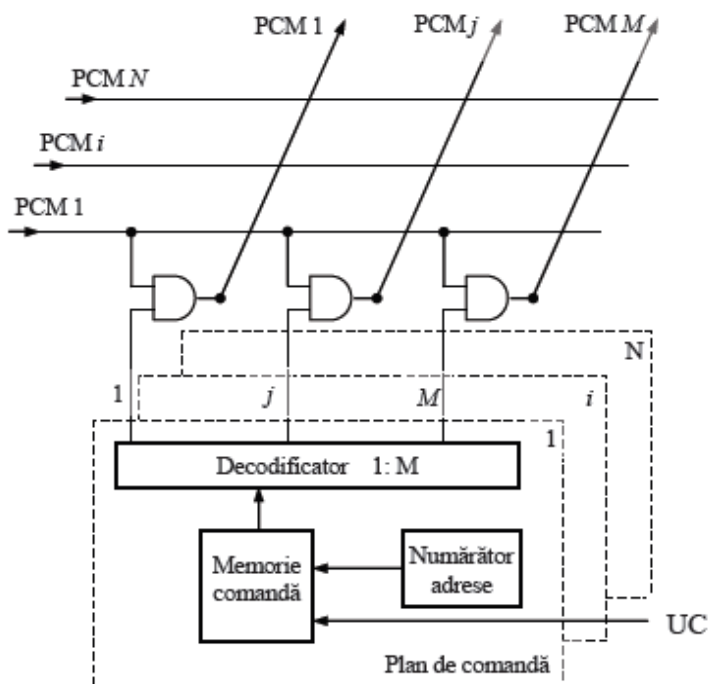 PCM 1
PCM j
PCM M
PCM N
PCM i
PCM 1
N
1
j
M
i
1
Decodificator 1: M
Memorie
comandă
Numărător
adrese
UC
Plan de comandă